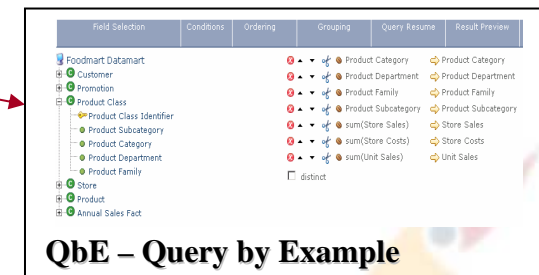 Field Selection Conditions Ordering Grouping Query Resume Result Preview
Foodmart Datamart
Customer
Promotion
Product Class
Product Class Identifier
Product Subcategory
Product Category
Product Department
Product Family
Store
Product
Annual Sales Fact
Product Category Product Category
Product Department Product Department
Product Family Product Family
Product Subcategory Product Subcategory
sum(Store Sales) Store Sales
sum(Store Costs) Store Costs
sum(Unit Sales) Unit Sales
distinct
QbE – Query by Example